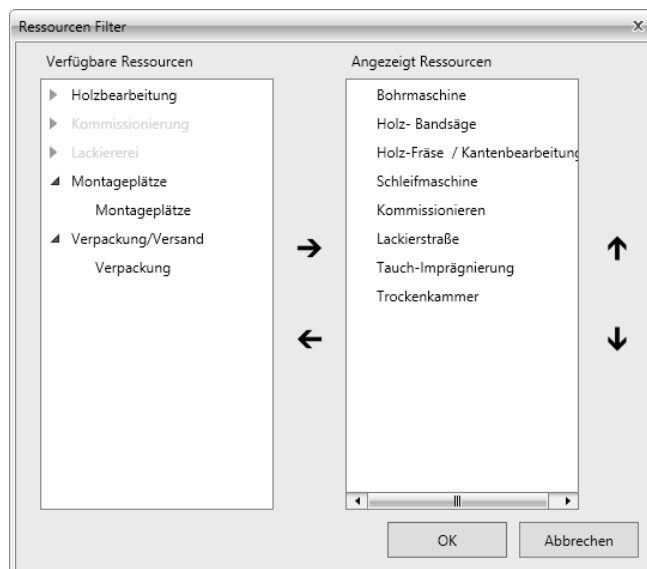 Ressourcen Filter
x
Verfügbare Ressourcen
Holzbearbeitung
Kommissionierung
Lackiererei
Montageplätze
Montageplätze
Verpackung/Versand
Verpackung
Angezeigt Ressourcen
Bohrmaschine
Holz- Bandsäge
Holz-Fräse / Kantenbearbeitung
Schleifmaschine
Kommissionieren
Lackierstraße
Tauch-Imprägnierung
Trockenkammer
OK
Abbrechen